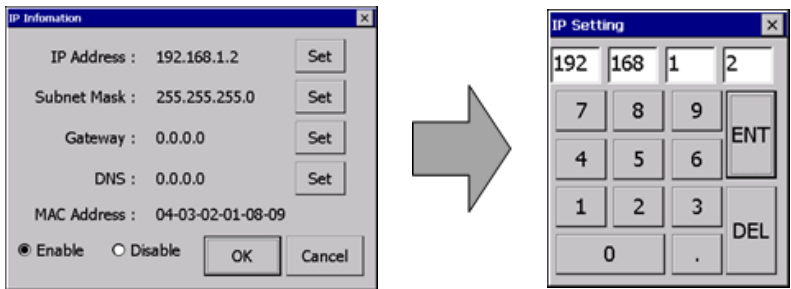 IP Infomation
IP Address : 192.168.1.2 Set
Subnet Mask : 255.255.255.0 Set
Gateway : 0.0.0.0 Set
DNS : 0.0.0.0 Set
MAC Address : 04-03-02-01-08-09
Enable Disable OK Cancel
IP Setting
192 168 1 2
7 8 9 ENT
4 5 6
1 2 3 DEL
0 .